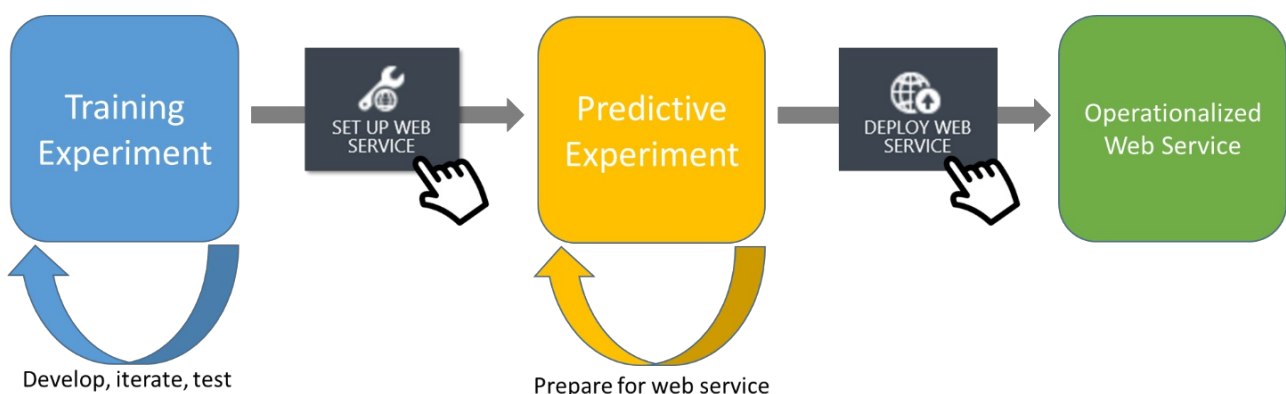 Training
Experiment
SET UP WEB
SERVICE
Predictive
Experiment
DEPLOY WEB
SERVICE
Operationalized
Web Service
Develop, iterate, test
Prepare for web service